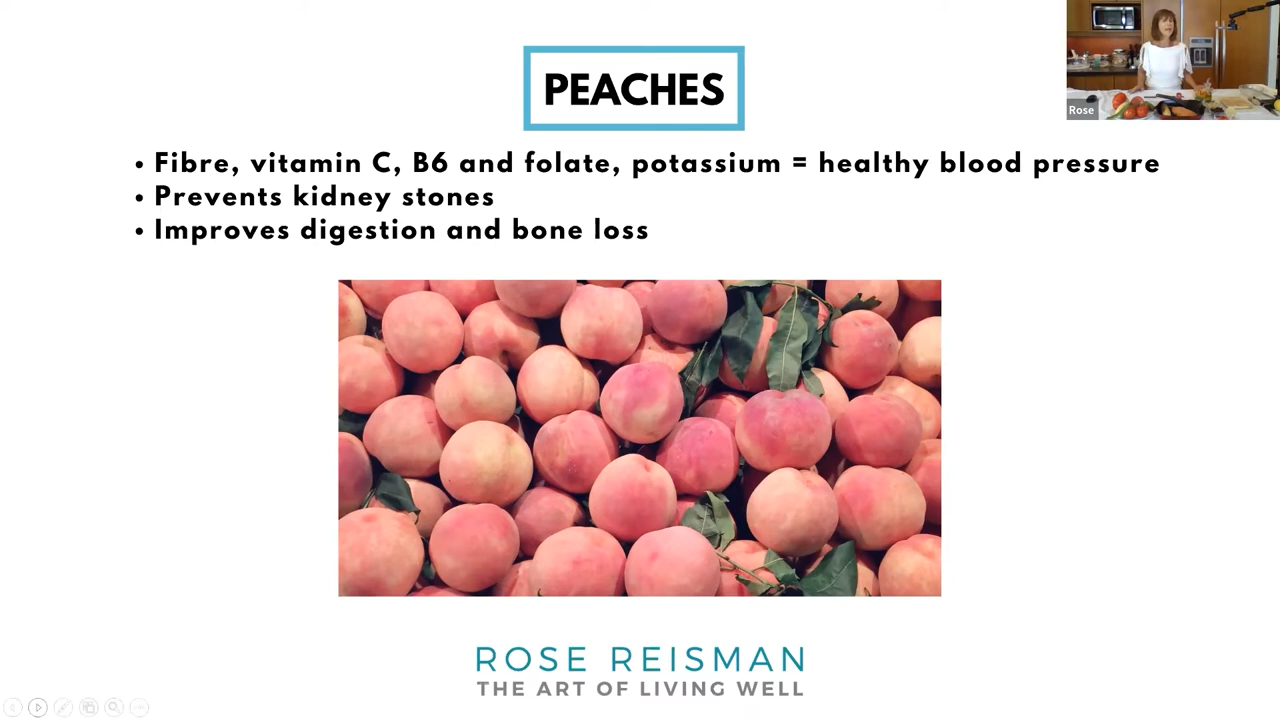 PEACHES
Rose
• Fibre, vitamin C, B6 and folate, potassium = healthy blood pressure
• Prevents kidney stones
• Improves digestion and bone loss
ROSE REISMAN
THE ART OF LIVING WELL